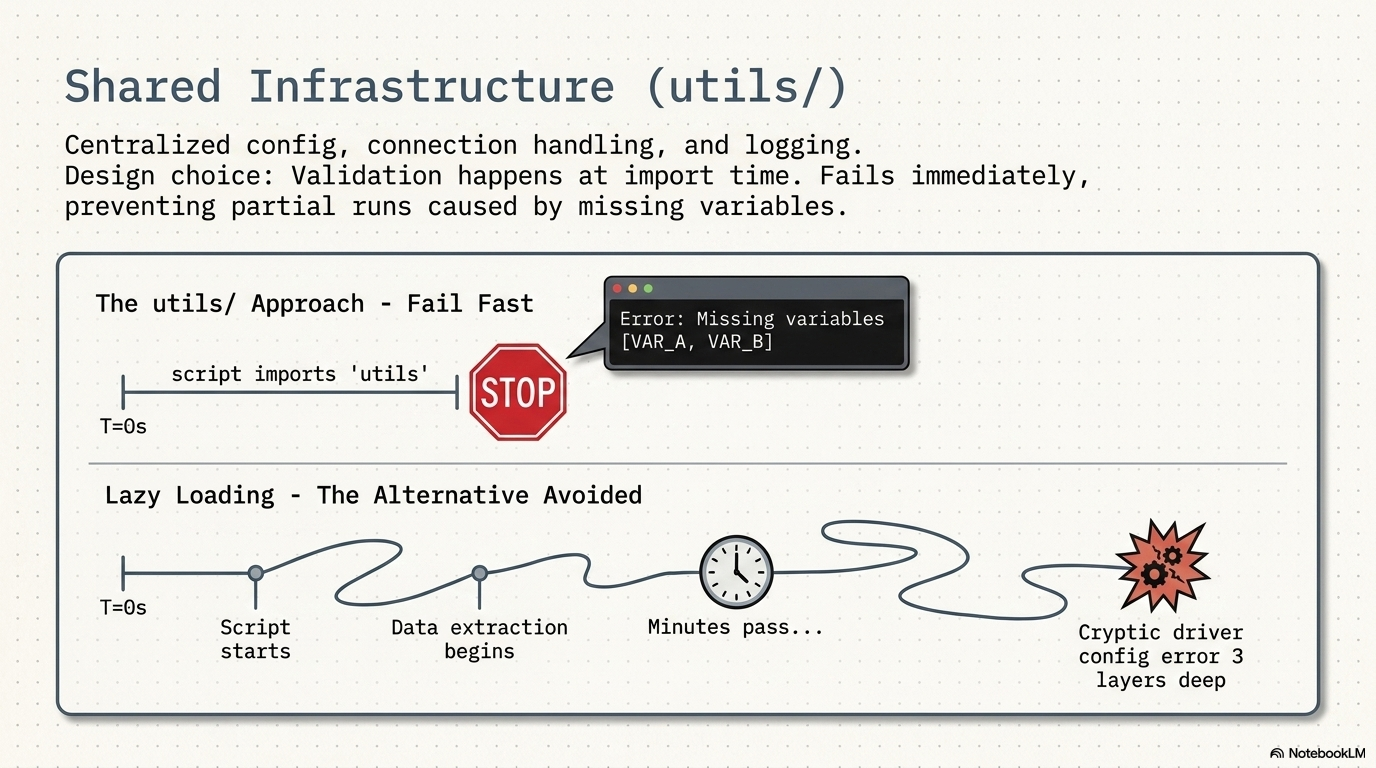 Shared Infrastructure (utils/)
Centralized config, connection handling, and logging.
Design choice: Validation happens at import time. Fails immediately,
preventing partial runs caused by missing variables.
The utils/ Approach - Fail Fast
Error: Missing variables
[VAR_A, VAR_B]
script imports 'utils'
STOP
T=0s
Lazy Loading - The Alternative Avoided
T=0s
Script
starts
Data extraction
begins
Minutes pass...
Cryptic driver
config error 3
layers deep
NotebookLM